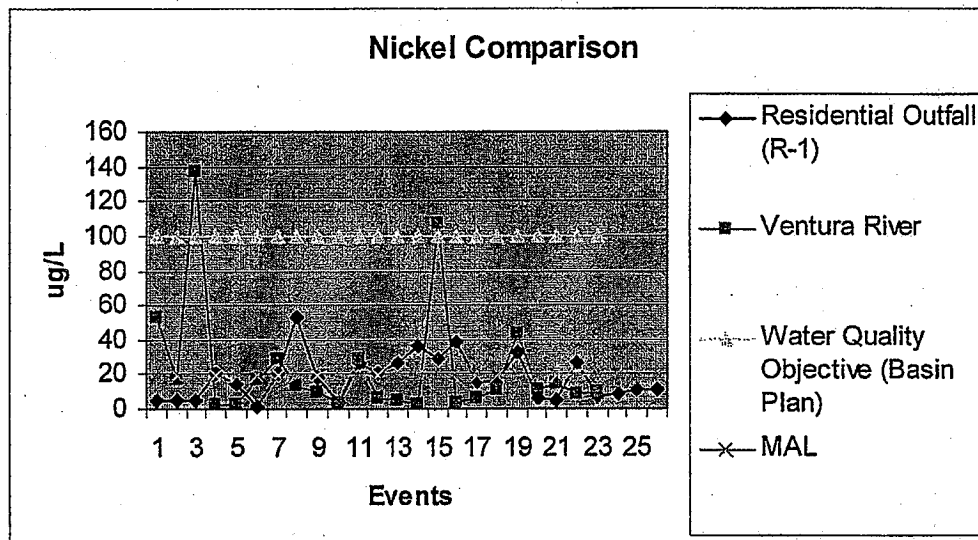 Nickel Comparison
160
140
120
100
80
60
40
20
0
ug/L
1 3 5 7 9 11 13 15 17 19 21 23 25
Events
Residential Outfall
(R-1)
Ventura River
Water Quality
Objective (Basin
Plan)
MAL